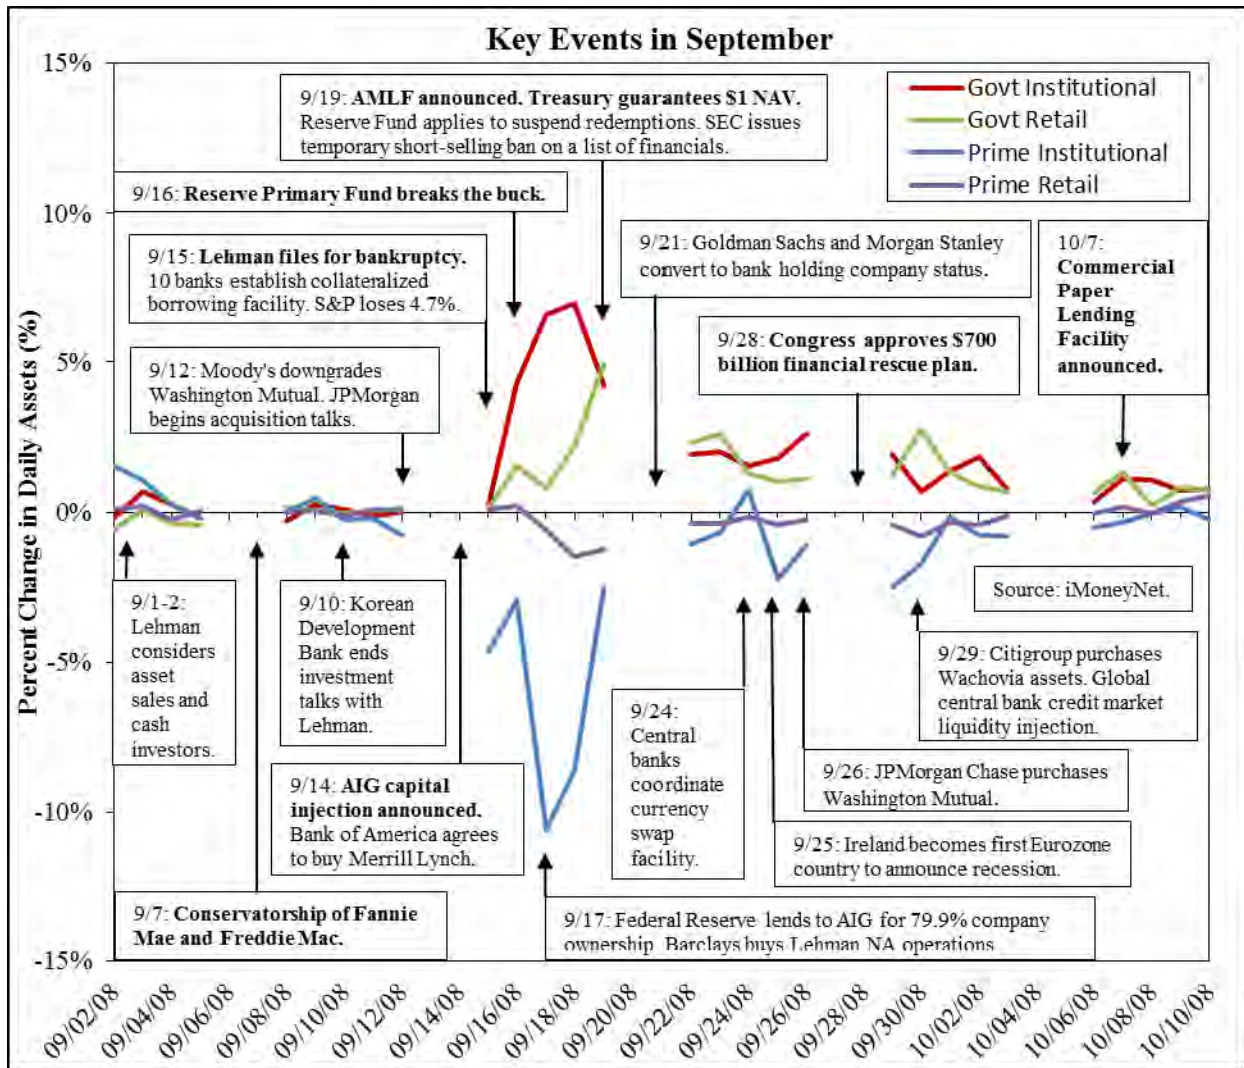 Key Events in September
15%
10%
5%
0%
-5%
-10%
-15%
Percent Change in Daily Assets (%)
Govt Institutional
Govt Retail
Prime Institutional
Prime Retail
9/19: AMLF announced. Treasury guarantees $1 NAV.
Reserve Fund applies to suspend redemptions. SEC issues
temporary short-selling ban on a list of financials.
9/16: Reserve Primary Fund breaks the buck.
9/15: Lehman files for bankruptcy.
10 banks establish collateralized
borrowing facility. S&P loses 4.7%.
9/12: Moody's downgrades
Washington Mutual. JPMorgan
begins acquisition talks.
9/21: Goldman Sachs and Morgan Stanley
convert to bank holding company status.
9/28: Congress approves $700
billion financial rescue plan.
10/7:
Commercial
Paper
Lending
Facility
announced.
9/1-2:
Lehman
considers
asset
sales and
cash
investors.
9/10: Korean
Development
Bank ends
investment
talks with
Lehman.
9/14: AIG capital
injection announced.
Bank of America agrees
to buy Merrill Lynch.
9/7: Conservatorship of Fannie
Mae and Freddie Mac.
9/24:
Central
banks
coordinate
currency
swap
facility.
Source: iMoneyNet.
9/29: Citigroup purchases
Wachovia assets. Global
central bank credit market
liquidity injection.
9/26: JPMorgan Chase purchases
Washington Mutual.
9/25: Ireland becomes first Eurozone
country to announce recession.
9/17: Federal Reserve lends to AIG for 79.9% company
ownership. Barclays buys Lehman NA operations
09/02/08
09/04/08
09/06/08
09/08/08
09/10/08
09/12/08
09/14/08
09/16/08
09/18/08
09/20/08
09/22/08
09/24/08
09/26/08
09/28/08
09/30/08
10/02/08
10/04/08
10/06/08
10/08/08
10/10/08